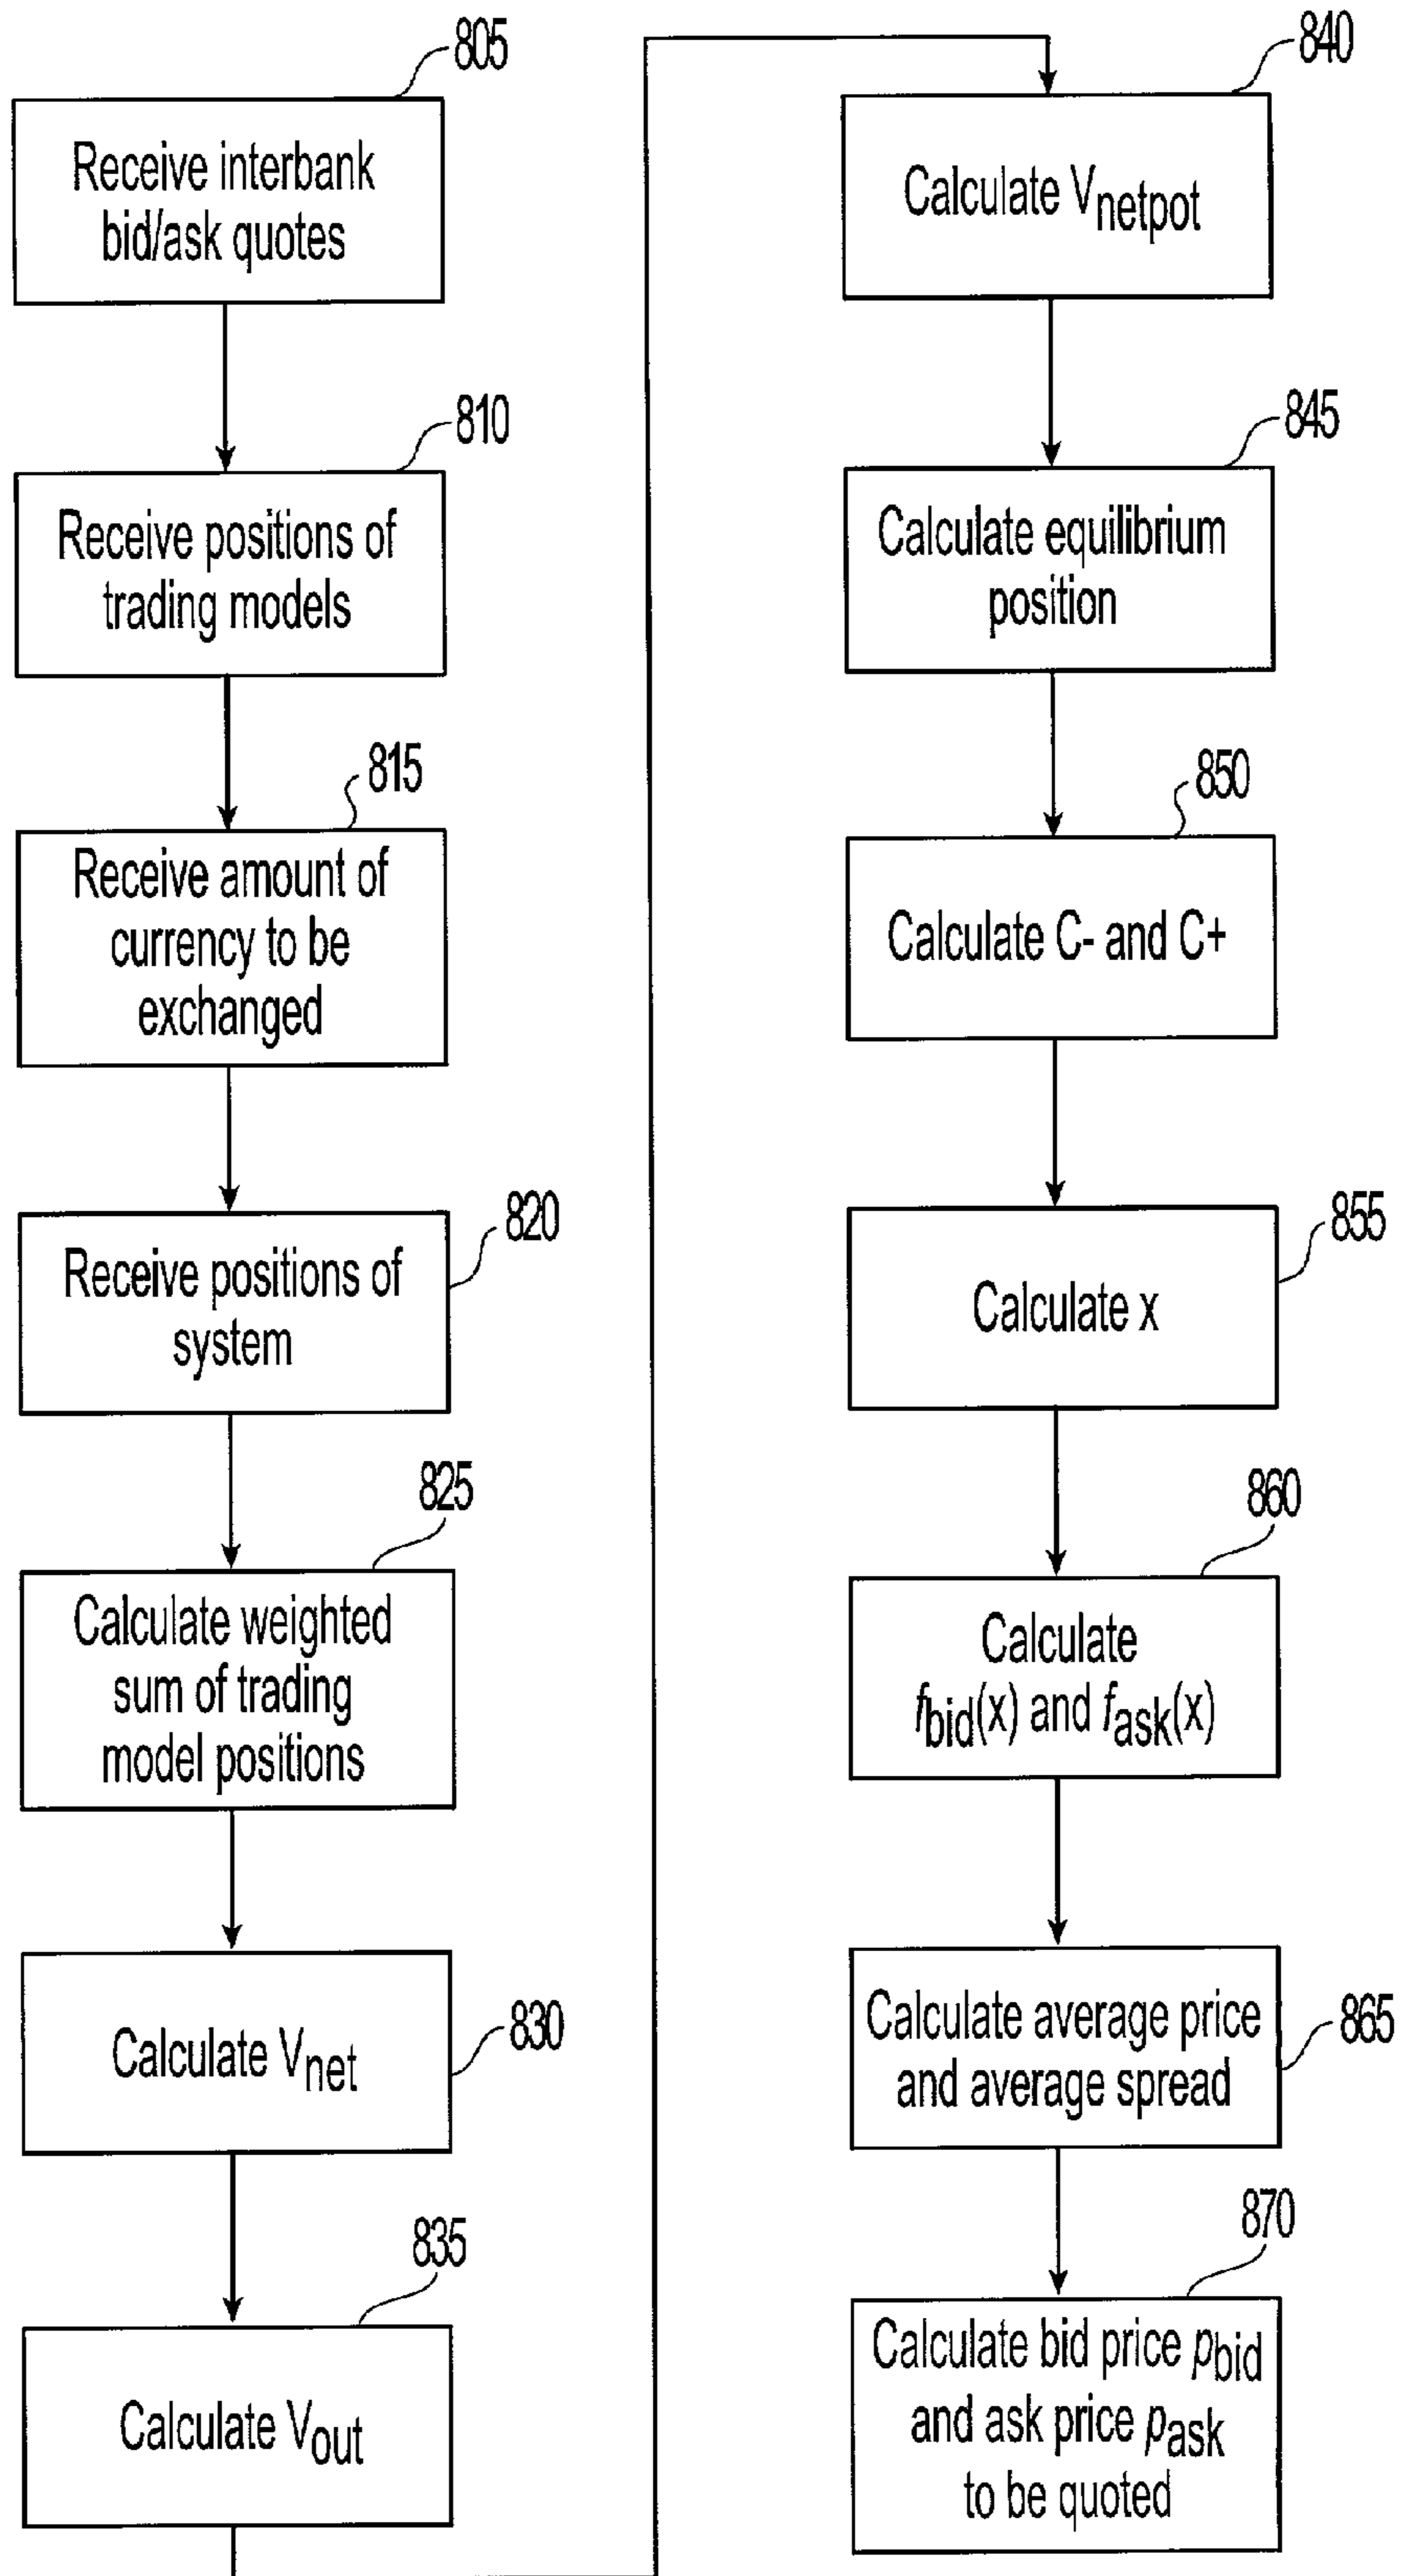 805
Receive interbank
bid/ask quotes
810
Receive positions of
trading models
815
Receive amount of
currency to be
exchanged
820
Receive positions of
system
825
Calculate weighted
sum of trading
model positions
830
Calculate Vnet
835
Calculate Vout
840
Calculate Vnetpot
845
Calculate equilibrium
position
850
Calculate C- and C+
855
Calculate x
860
Calculate
fbid(x) and fask(x)
865
Calculate average price
and average spread
870
Calculate bid price pbid
and ask price pask
to be quoted